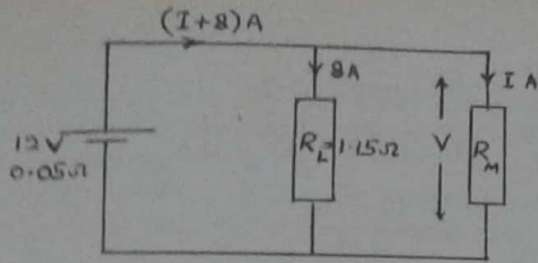 (I+8)A
8A
I A
12 V
0.05Ω
R_L=1.15Ω
V
R_M